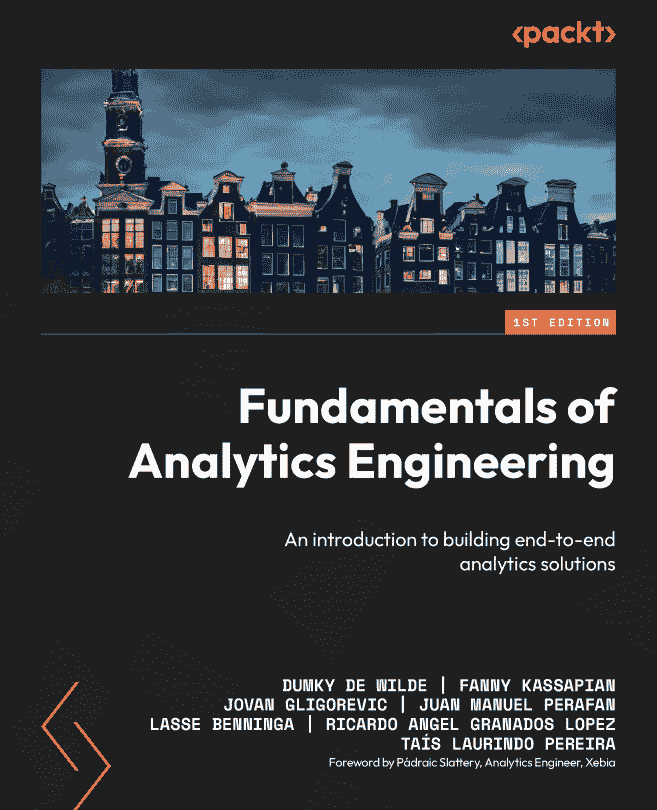 <packt>
1ST EDITION
Fundamentals of
Analytics Engineering
An introduction to building end-to-end
analytics solutions
DUMKY DE WILDE | FANNY KASSAPIAN
JOVAN GLIGOREVIC | JUAN MANUEL PERAFAN
LASSE BENNINGA | RICARDO ANGEL GRANADOS LOPEZ
TAÍS LAURINDO PEREIRA
Foreword by Pádraic Slattery, Analytics Engineer, Xebia